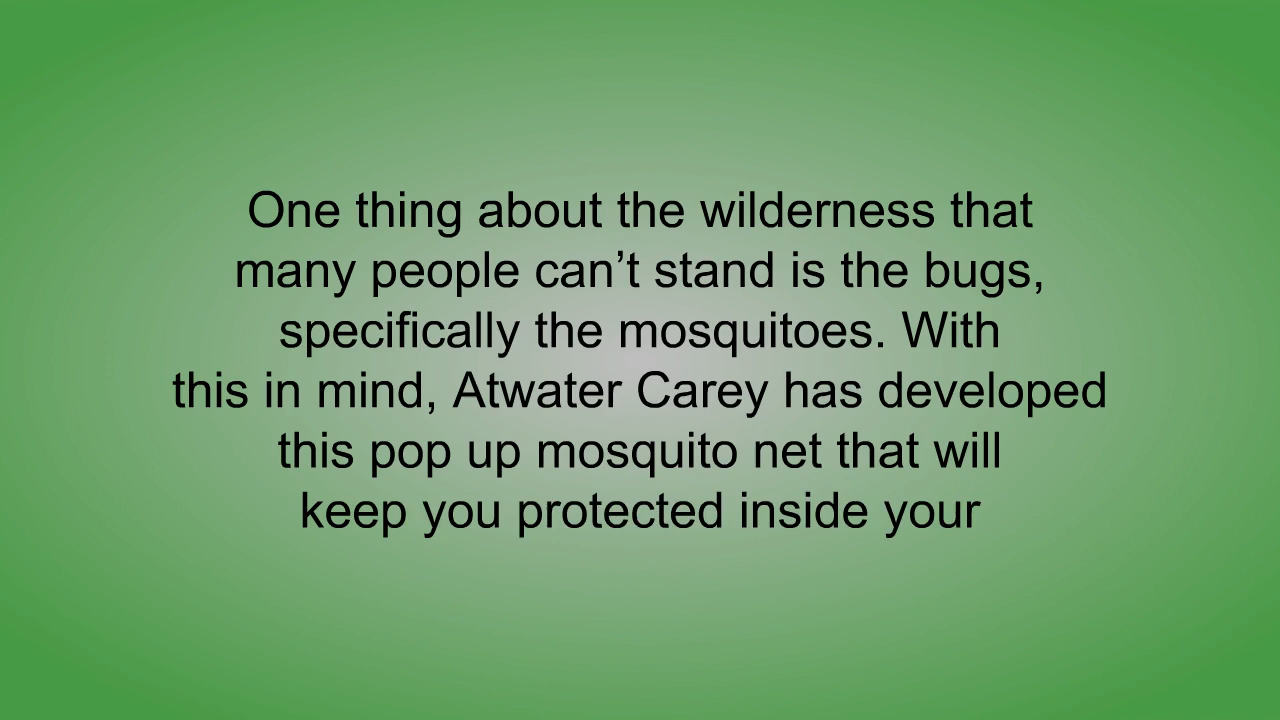 One thing about the wilderness that
many people can’t stand is the bugs,
specifically the mosquitoes. With
this in mind, Atwater Carey has developed
this pop up mosquito net that will
keep you protected inside your